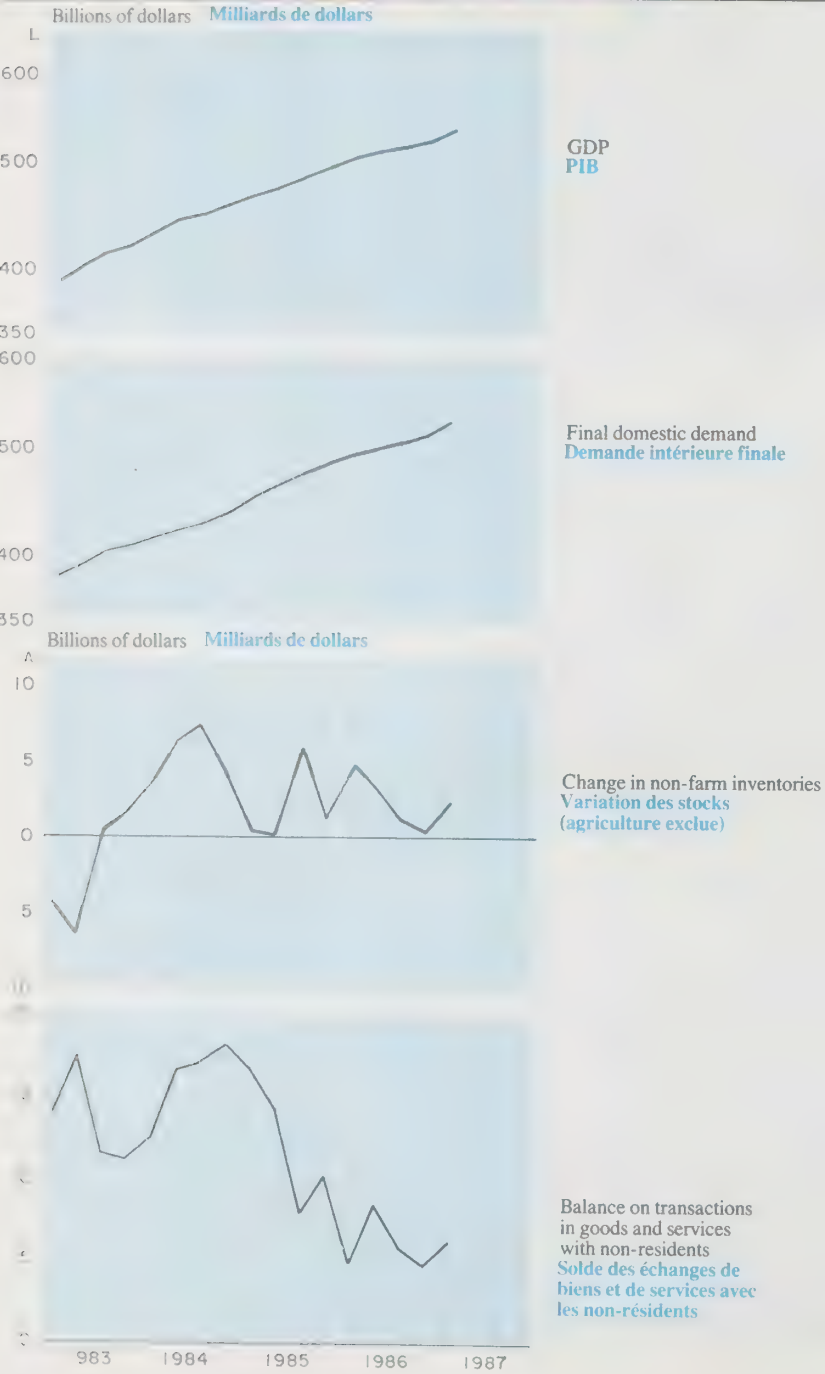 Billions of dollars Milliards de dollars
L
600
500
400
350
GDP
PIB
600
500
400
350
Final domestic demand
Demande intérieure finale
Billions of dollars Milliards de dollars
A
10
5
0
5
10
Change in non-farm inventories
Variation des stocks
(agriculture exclue)
Balance on transactions
in goods and services
with non-residents
Solde des échanges de
biens et de services avec
les non-résidents
983 1984 1985 1986 1987